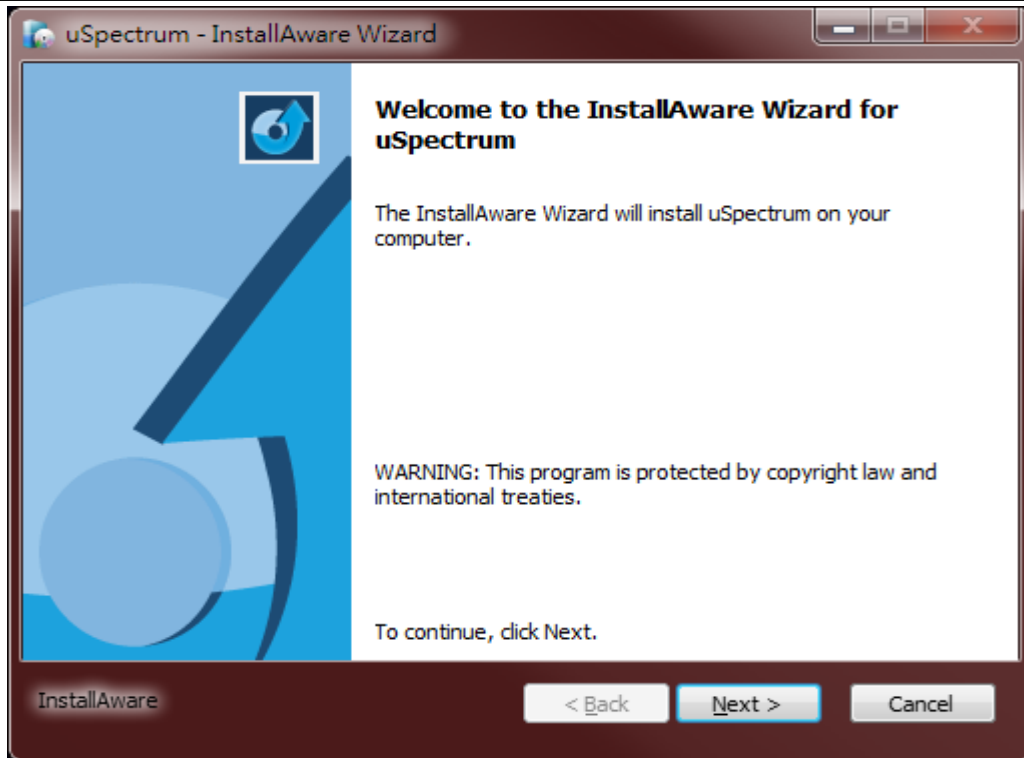 uSpectrum - InstallAware Wizard
Welcome to the InstallAware Wizard for
uSpectrum
The InstallAware Wizard will install uSpectrum on your
computer.
WARNING: This program is protected by copyright law and
international treaties.
To continue, click Next.
InstallAware
< Back
Next >
Cancel